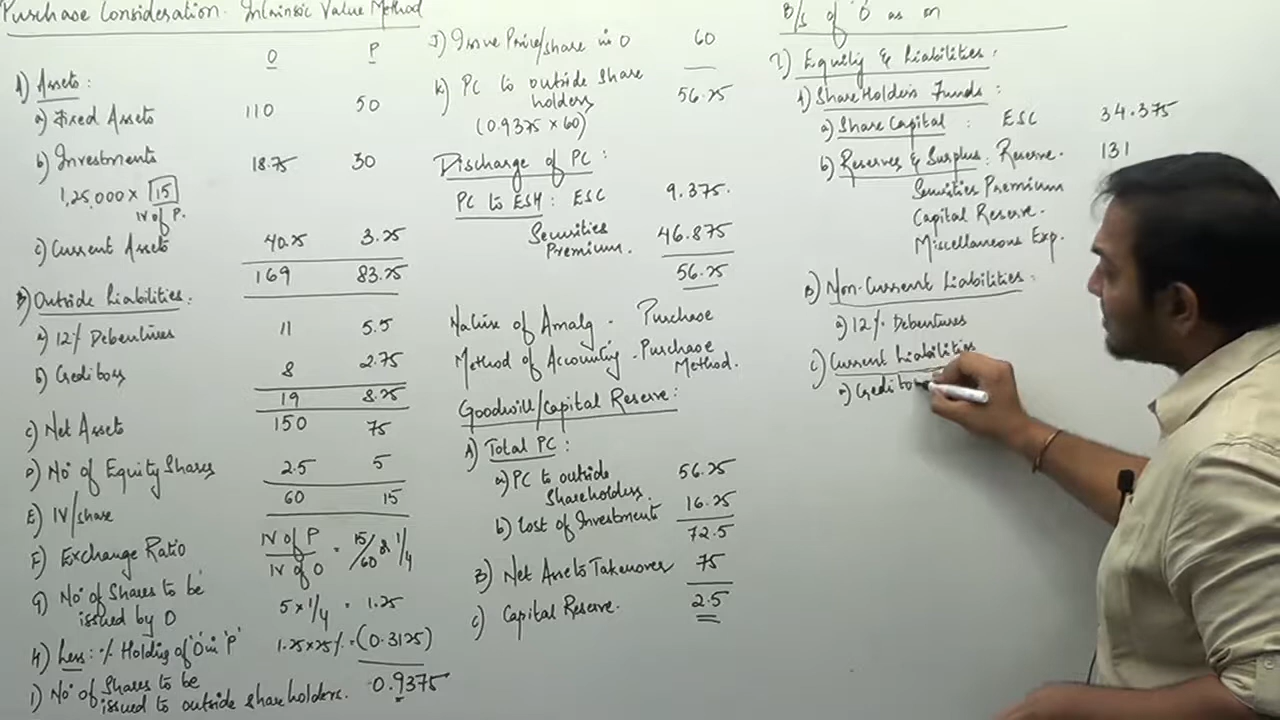 Purchase Consideration - Intrinsic Value Method
O P
A) Assets:
a) Fixed Assets 110 50
b) Investments 18.75 30
1,25,000 × 15
IV of P.
c) Current Assets 40.25 3.25
169 83.25
B) Outside Liabilities.
a) 12% Debentures 11 5.5
b) Creditors 8 2.75
19 8.25
C) Net Assets 150 75
D) No of Equity Shares 2.5 5
E) IV/share 60 15
F) Exchange Ratio IV of P / IV of O = 15/60 & 1/4
G) No of Shares to be
issued by O 5 × 1/4 = 1.25
H) Less: % Holding of 'O' in 'P' 1.25×25% = (0.3125)
I) No of Shares to be
issued to outside shareholders. 0.9375
J) Issue Price/share in O 60
K) PC to outside Share
holders 56.25
(0.9375 × 60)
Discharge of PC:
PC to ESH: ESC 9.375.
Securities
Premium. 46.875
56.25
Nature of Amalg - Purchase
Method of Accounting - Purchase
Method.
Goodwill/Capital Reserve:
A) Total PC:
a) PC to outside
Shareholders. 56.25
b) Cost of Investment 16.25
72.5
B) Net Assets Takenover 75
C) Capital Reserve. 2.5
B/s of 'O' as on
I) Equity & Liabilities:
A) ShareHolders Funds:
a) Share Capital: ESC 34.375
b) Reserves & Surplus: Reserve. 131
Securities Premium
Capital Reserve.
Miscellaneous Exp.
B) Non-Current Liabilities:
a) 12% Debentures
C) Current Liabilities
a) Creditor